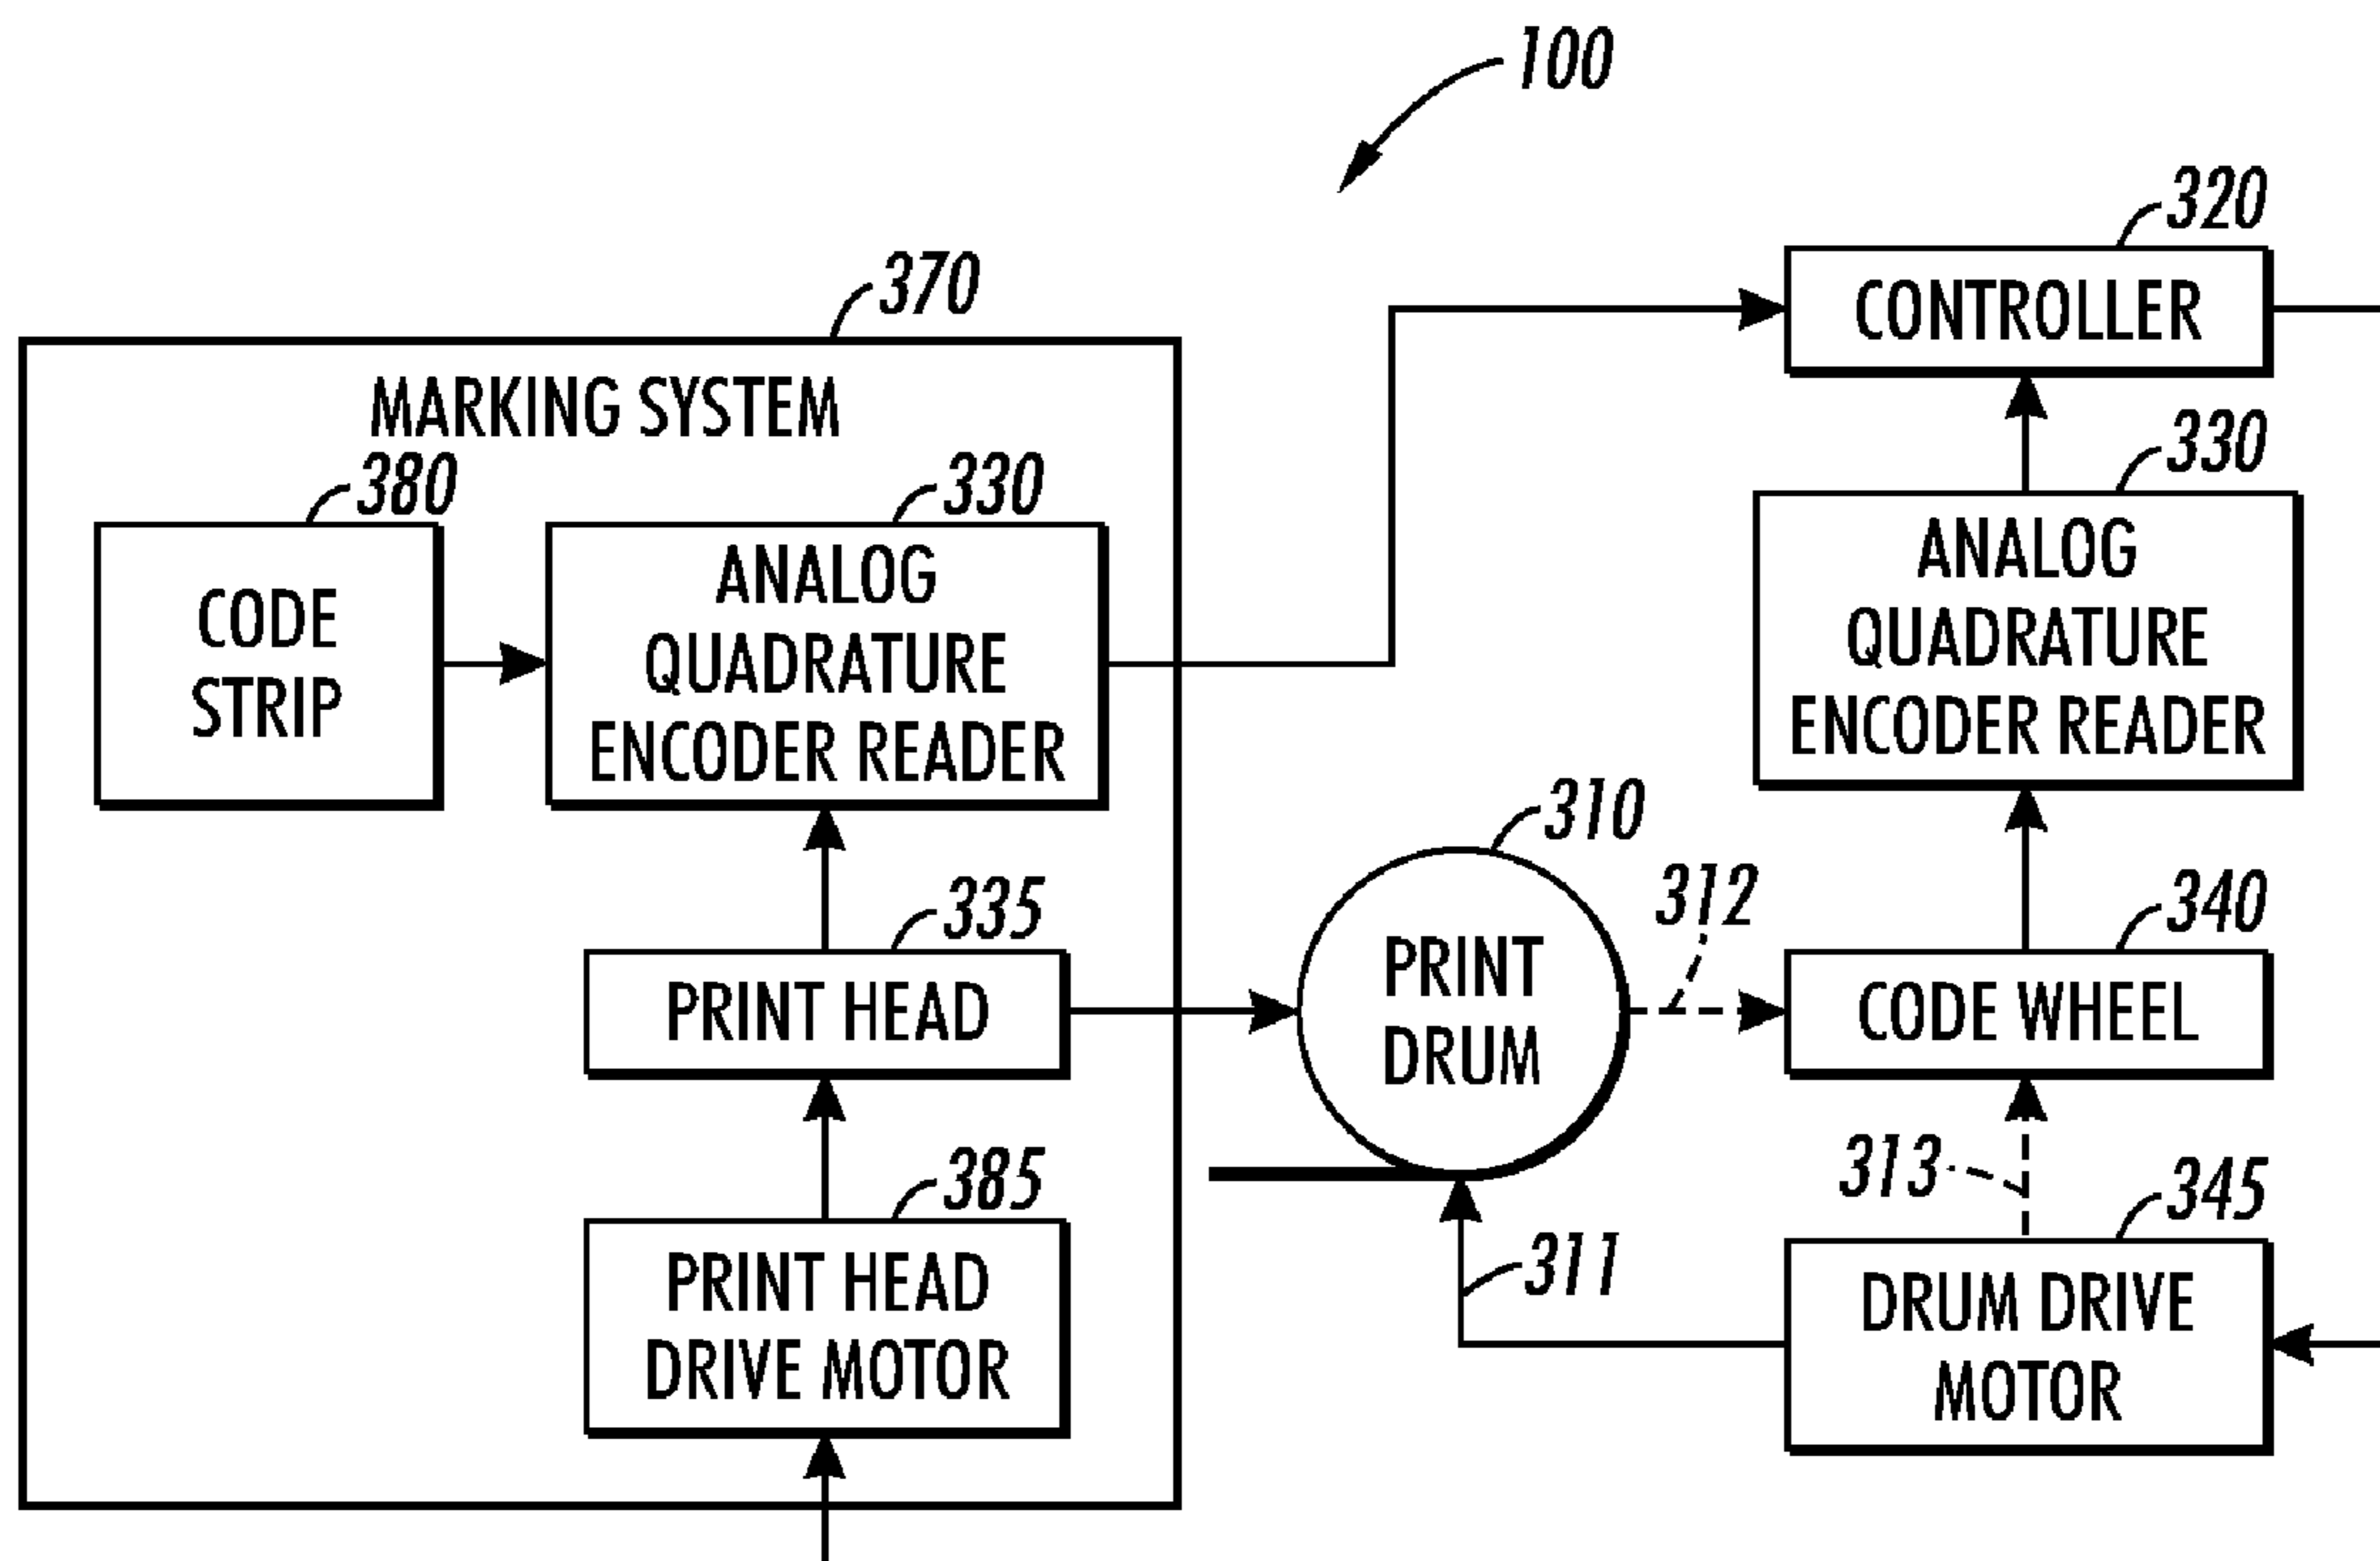 100
320
CONTROLLER
370
MARKING SYSTEM
380
CODE
STRIP
330
ANALOG
QUADRATURE
ENCODER READER
330
ANALOG
QUADRATURE
ENCODER READER
335
PRINT HEAD
310
PRINT
DRUM
312
340
CODE WHEEL
385
PRINT HEAD
DRIVE MOTOR
311
313
345
DRUM DRIVE
MOTOR